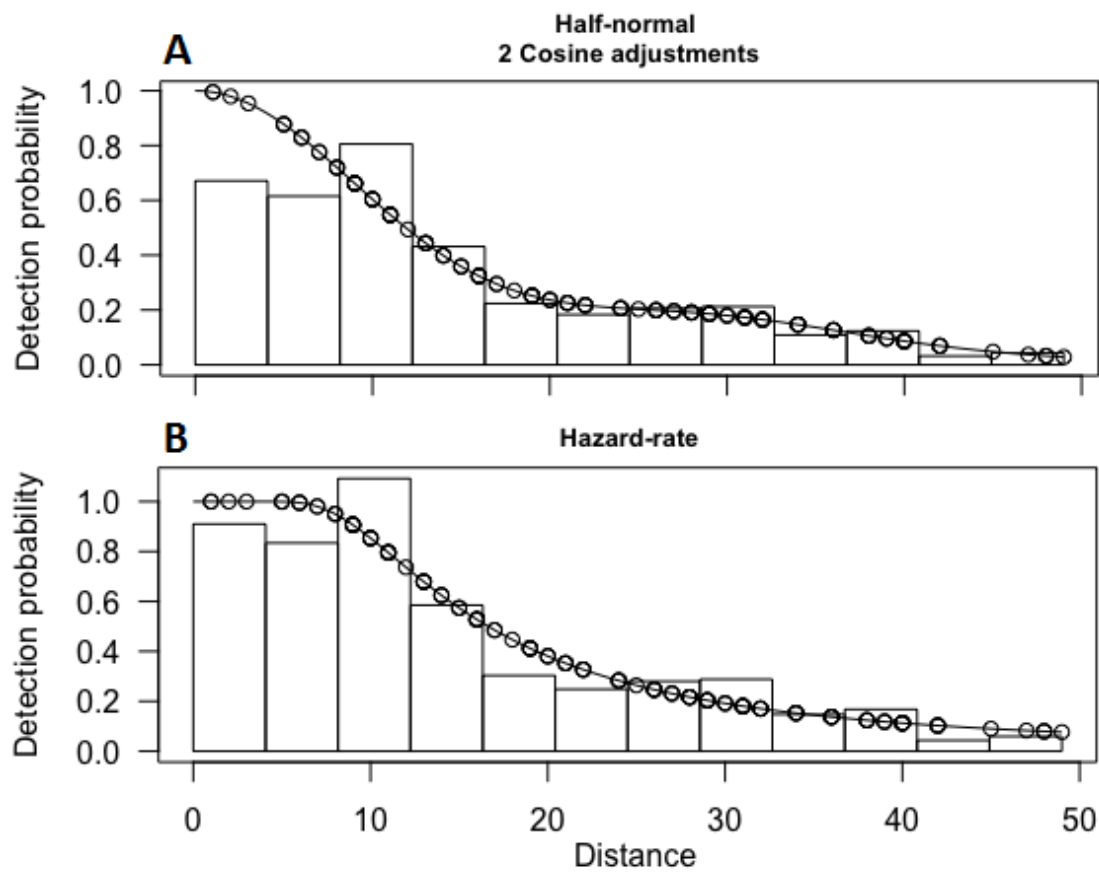 A
Half-normal
2 Cosine adjustments
Detection probability
1.0
0.8
0.6
0.4
0.2
0.0
B
Hazard-rate
Detection probability
1.0
0.8
0.6
0.4
0.2
0.0
0 10 20 30 40 50
Distance